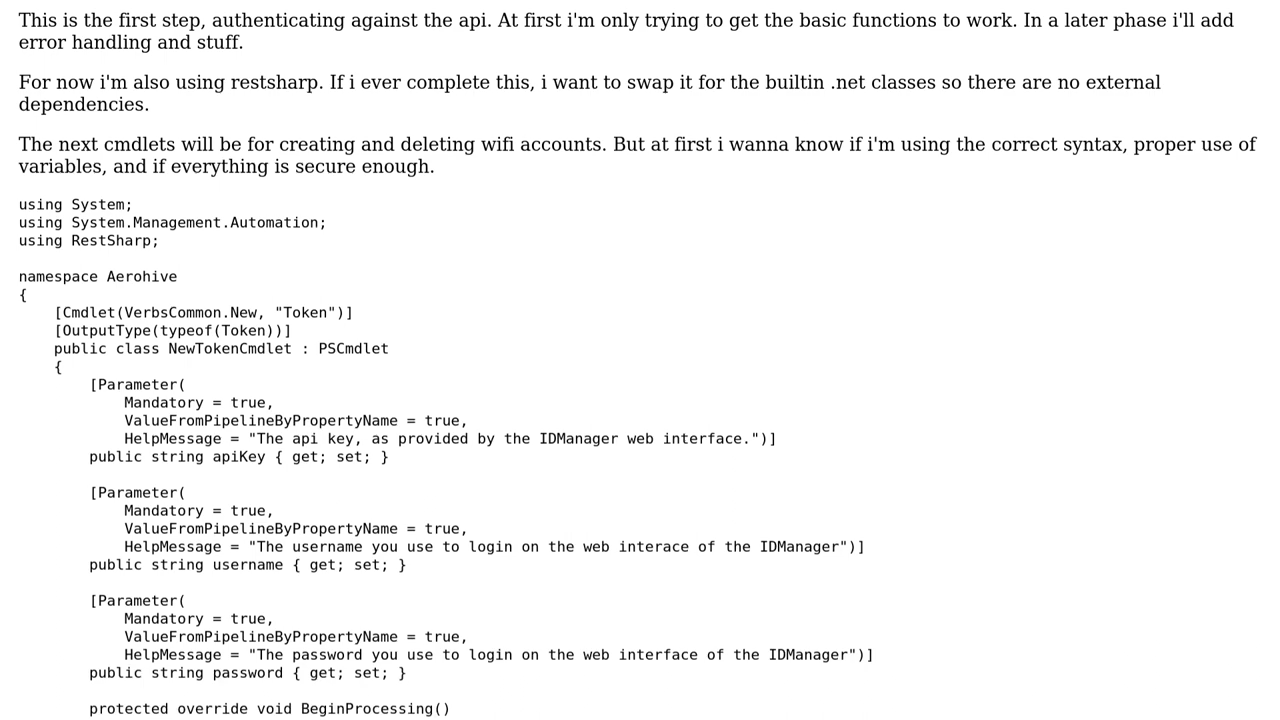 This is the first step, authenticating against the api. At first i'm only trying to get the basic functions to work. In a later phase i'll add
error handling and stuff.
For now i'm also using restsharp. If i ever complete this, i want to swap it for the builtin .net classes so there are no external
dependencies.
The next cmdlets will be for creating and deleting wifi accounts. But at first i wanna know if i'm using the correct syntax, proper use of
variables, and if everything is secure enough.
using System;
using System.Management.Automation;
using RestSharp;
namespace Aerohive
{
    [Cmdlet(VerbsCommon.New, "Token")]
    [OutputType(typeof(Token))]
    public class NewTokenCmdlet : PSCmdlet
    {
        [Parameter(
            Mandatory = true,
            ValueFromPipelineByPropertyName = true,
            HelpMessage = "The api key, as provided by the IDManager web interface.")]
        public string apiKey { get; set; }
        [Parameter(
            Mandatory = true,
            ValueFromPipelineByPropertyName = true,
            HelpMessage = "The username you use to login on the web interace of the IDManager")]
        public string username { get; set; }
        [Parameter(
            Mandatory = true,
            ValueFromPipelineByPropertyName = true,
            HelpMessage = "The password you use to login on the web interface of the IDManager")]
        public string password { get; set; }
        protected override void BeginProcessing()